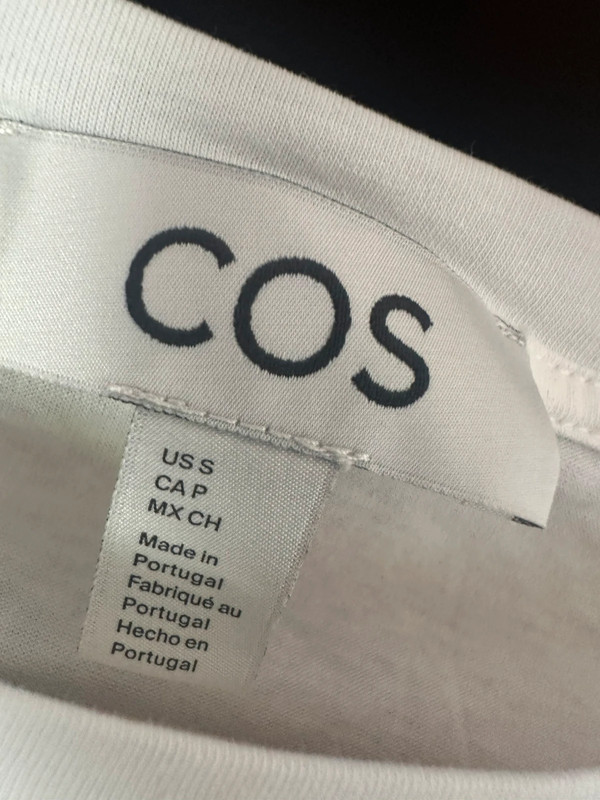 COS
US S
CA P
MX CH
Made in
Portugal
Fabriqué au
Portugal
Hecho en
Portugal